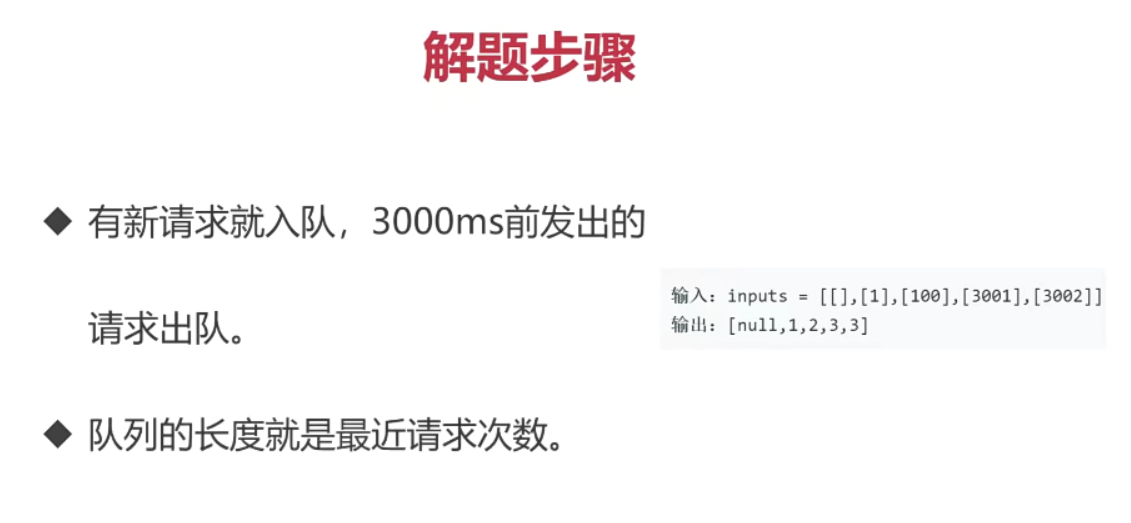 解题步骤
◆ 有新请求就入队，3000ms前发出的
请求出队。
输入：inputs = [[],[1],[100],[3001],[3002]]
输出：[null,1,2,3,3]
◆ 队列的长度就是最近请求次数。